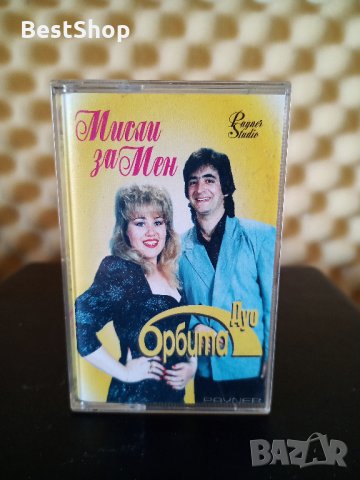 BestShop
Мисли
за Мен
Payner
Studio
Дуо
Орбита
PAYNER
BAZAR